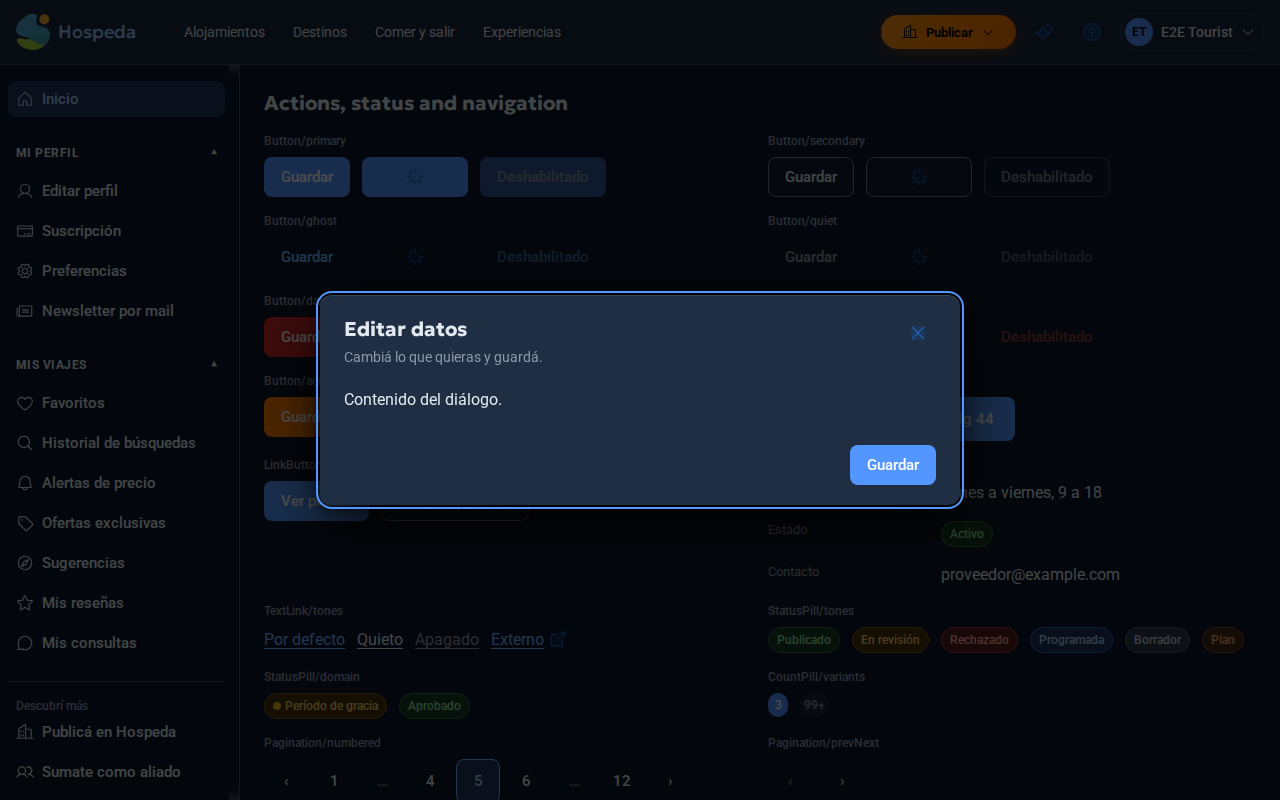 Hospeda
Alojamientos
Destinos
Comer y salir
Experiencias
Publicar
ET
E2E Tourist
Inicio
MI PERFIL
Editar perfil
Suscripción
Preferencias
Newsletter por mail
MIS VIAJES
Favoritos
Historial de búsquedas
Alertas de precio
Ofertas exclusivas
Sugerencias
Mis reseñas
Mis consultas
Descubrí más
Publicá en Hospeda
Sumate como aliado
Actions, status and navigation
Button/primary
Guardar
Deshabilitado
Button/secondary
Guardar
Deshabilitado
Button/ghost
Guardar
Deshabilitado
Button/quiet
Guardar
Deshabilitado
Deshabilitado
Editar datos
Cambiá lo que quieras y guardá.
Contenido del diálogo.
Guardar
44
a viernes, 9 a 18
Estado
Activo
Contacto
proveedor@example.com
TextLink/tones
Por defecto
Quieto
Apagado
Externo
StatusPill/tones
Publicado
En revisión
Rechazado
Programada
Borrador
Plan
StatusPill/domain
Período de gracia
Aprobado
CountPill/variants
3
99+
Pagination/numbered
‹ 1 … 4 5 6 … 12 ›
Pagination/prevNext
‹ ›